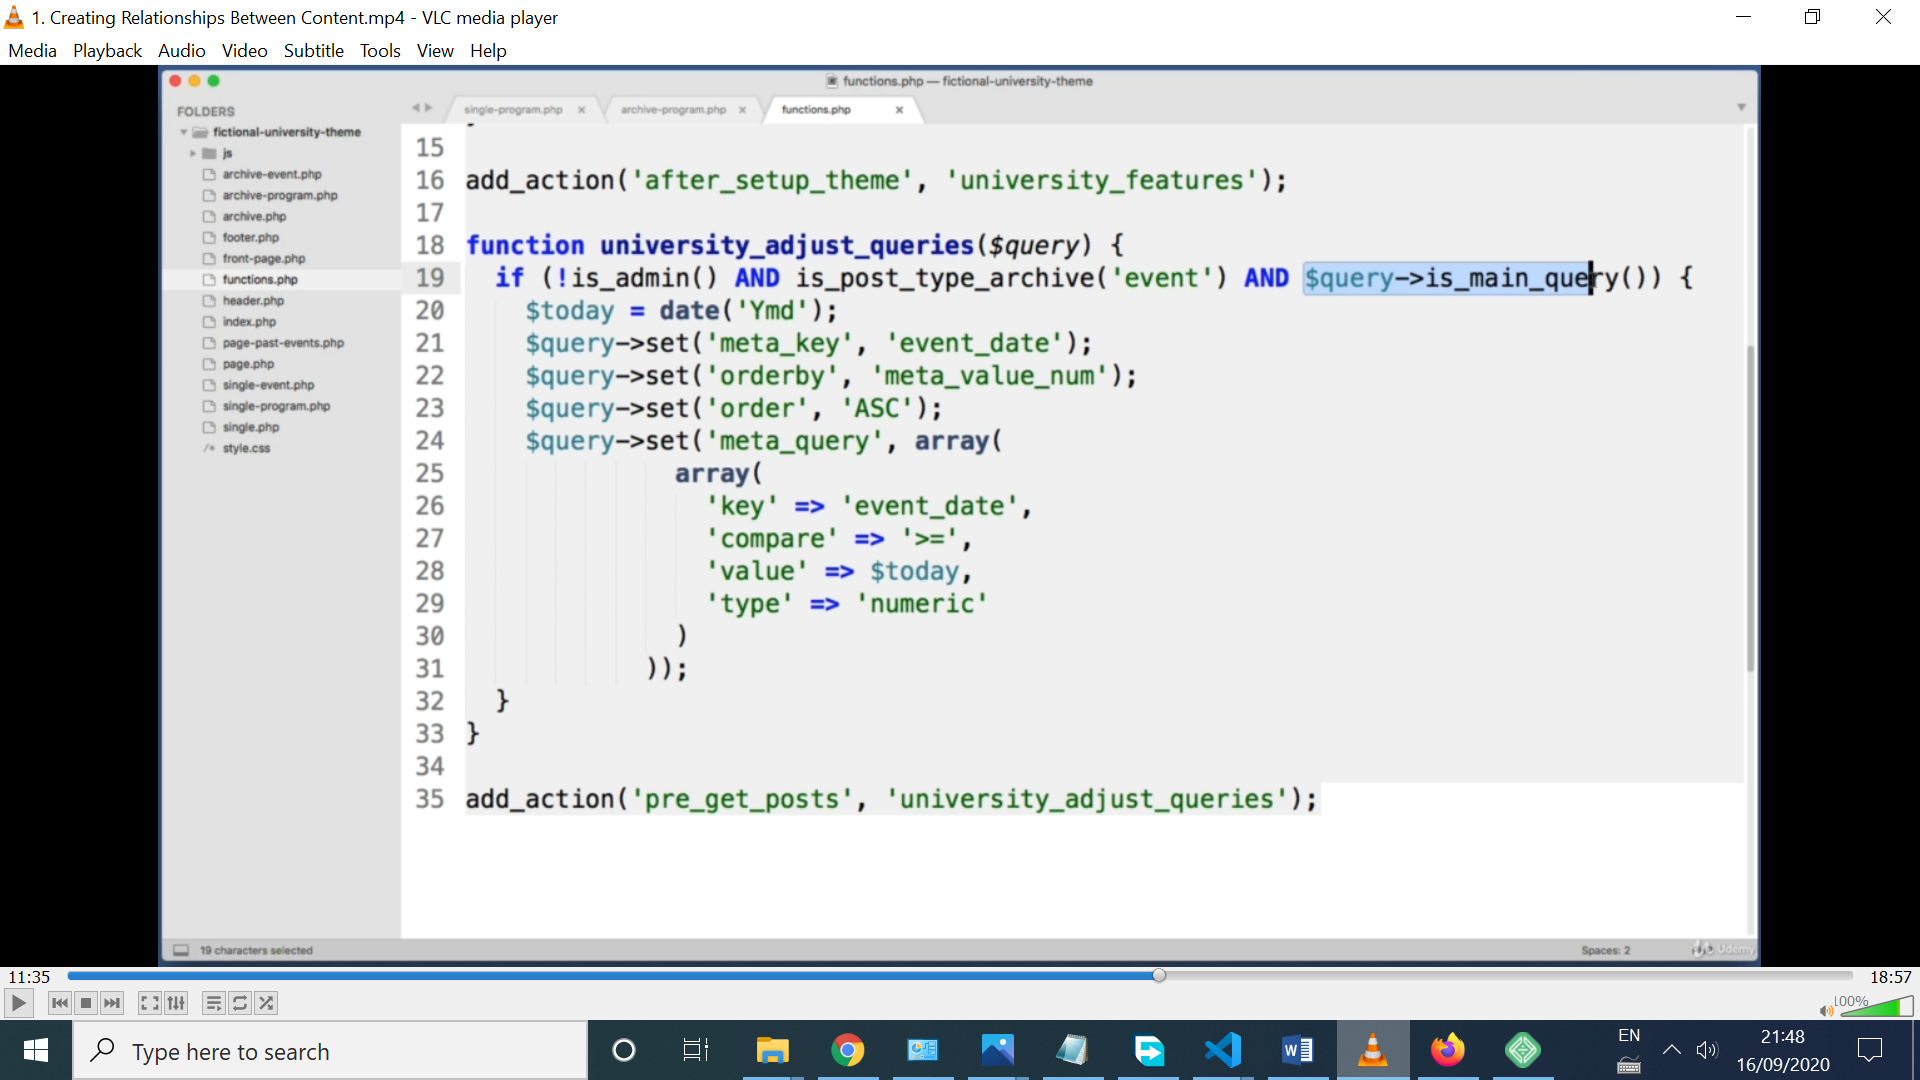 1. Creating Relationships Between Content.mp4 - VLC media player
Media Playback Audio Video Subtitle Tools View Help
functions.php — fictional-university-theme
FOLDERS
fictional-university-theme
js
archive-event.php
archive-program.php
archive.php
footer.php
front-page.php
functions.php
header.php
index.php
page-past-events.php
page.php
single-event.php
single-program.php
single.php
/* style.css
single-program.php × archive-program.php × functions.php ×
15
16 add_action('after_setup_theme', 'university_features');
17
18 function university_adjust_queries($query) {
19 if (!is_admin() AND is_post_type_archive('event') AND $query->is_main_query()) {
20 $today = date('Ymd');
21 $query->set('meta_key', 'event_date');
22 $query->set('orderby', 'meta_value_num');
23 $query->set('order', 'ASC');
24 $query->set('meta_query', array(
25 array(
26 'key' => 'event_date',
27 'compare' => '>=',
28 'value' => $today,
29 'type' => 'numeric'
30 )
31 ));
32 }
33 }
34
35 add_action('pre_get_posts', 'university_adjust_queries');
19 characters selected
Spaces: 2
Udemy
11:35
18:57
100%
Type here to search
EN
21:48
16/09/2020